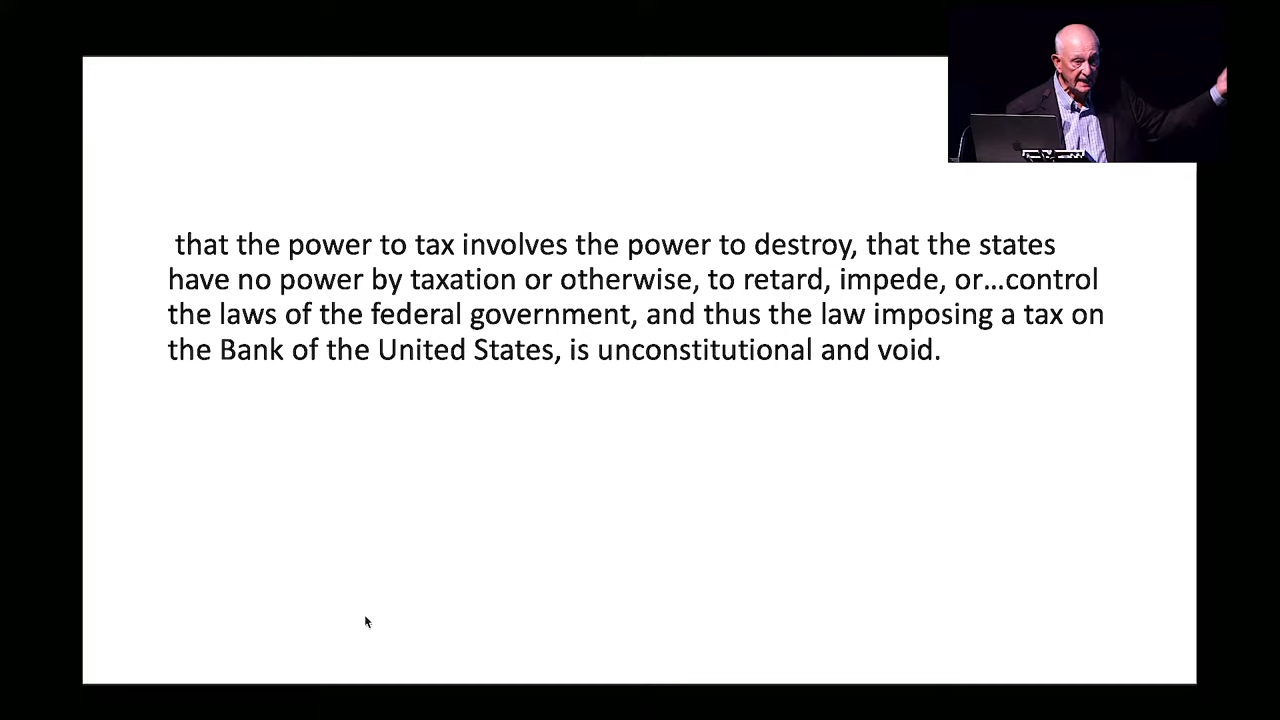 that the power to tax involves the power to destroy, that the states
have no power by taxation or otherwise, to retard, impede, or…control
the laws of the federal government, and thus the law imposing a tax on
the Bank of the United States, is unconstitutional and void.